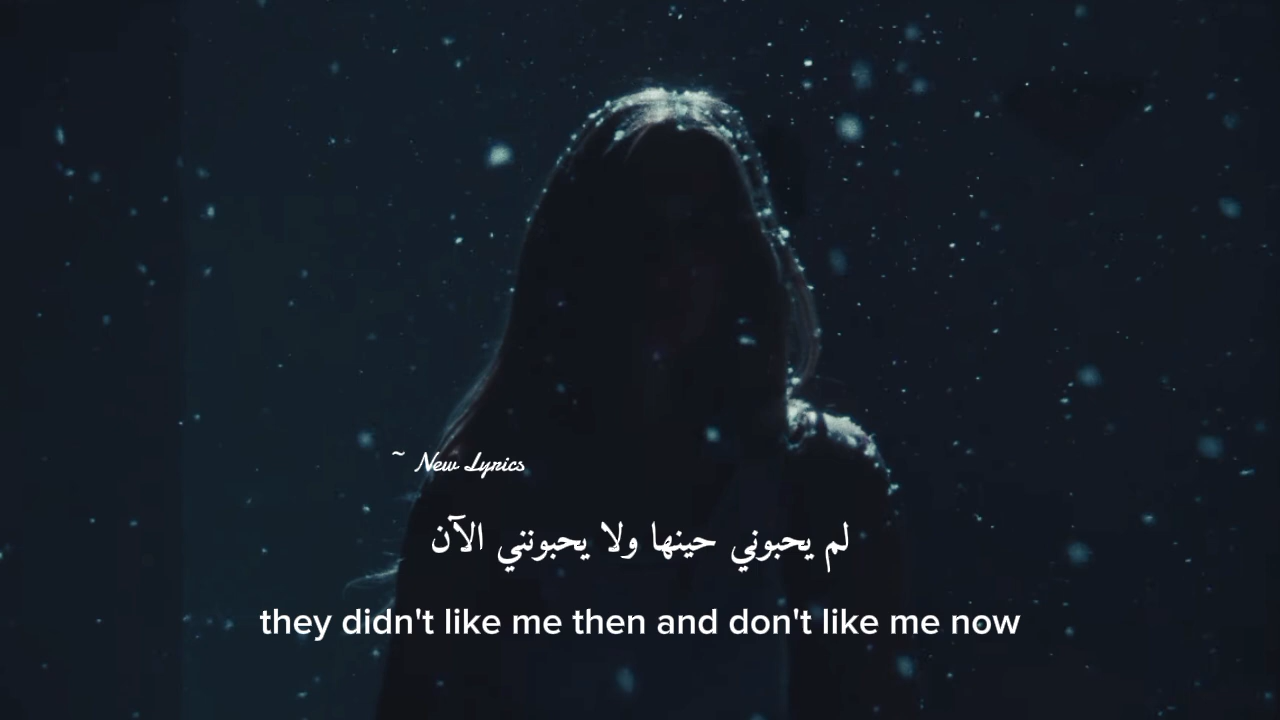 ~ New Lyrics
لم يحبوني حينها ولا يحبونني الآن
they didn't like me then and don't like me now